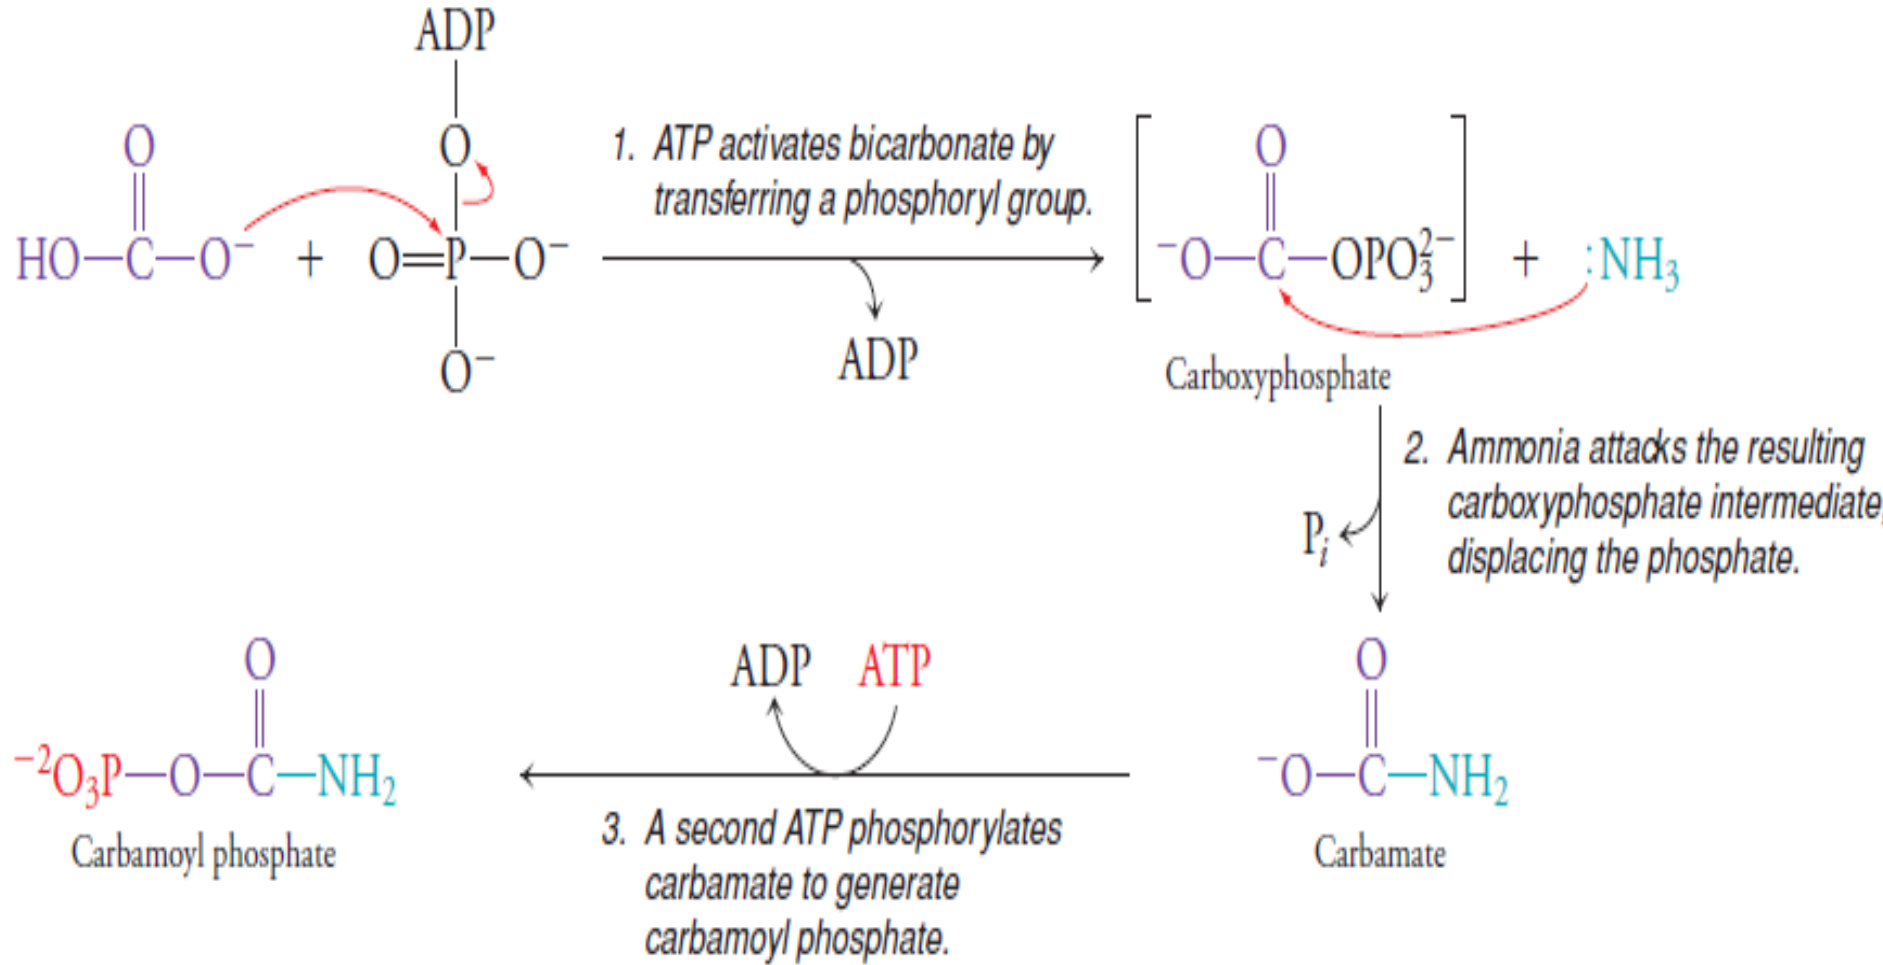 ADP
O
O
HO—C—O⁻ + O=P—O⁻
O⁻
1. ATP activates bicarbonate by
transferring a phosphoryl group.
ADP
O
[⁻O—C—OPO₃²⁻] + :NH₃
Carboxyphosphate
2. Ammonia attacks the resulting
carboxyphosphate intermediate,
displacing the phosphate.
Pᵢ
O
⁻O—C—NH₂
Carbamate
ADP ATP
3. A second ATP phosphorylates
carbamate to generate
carbamoyl phosphate.
O
⁻²O₃P—O—C—NH₂
Carbamoyl phosphate